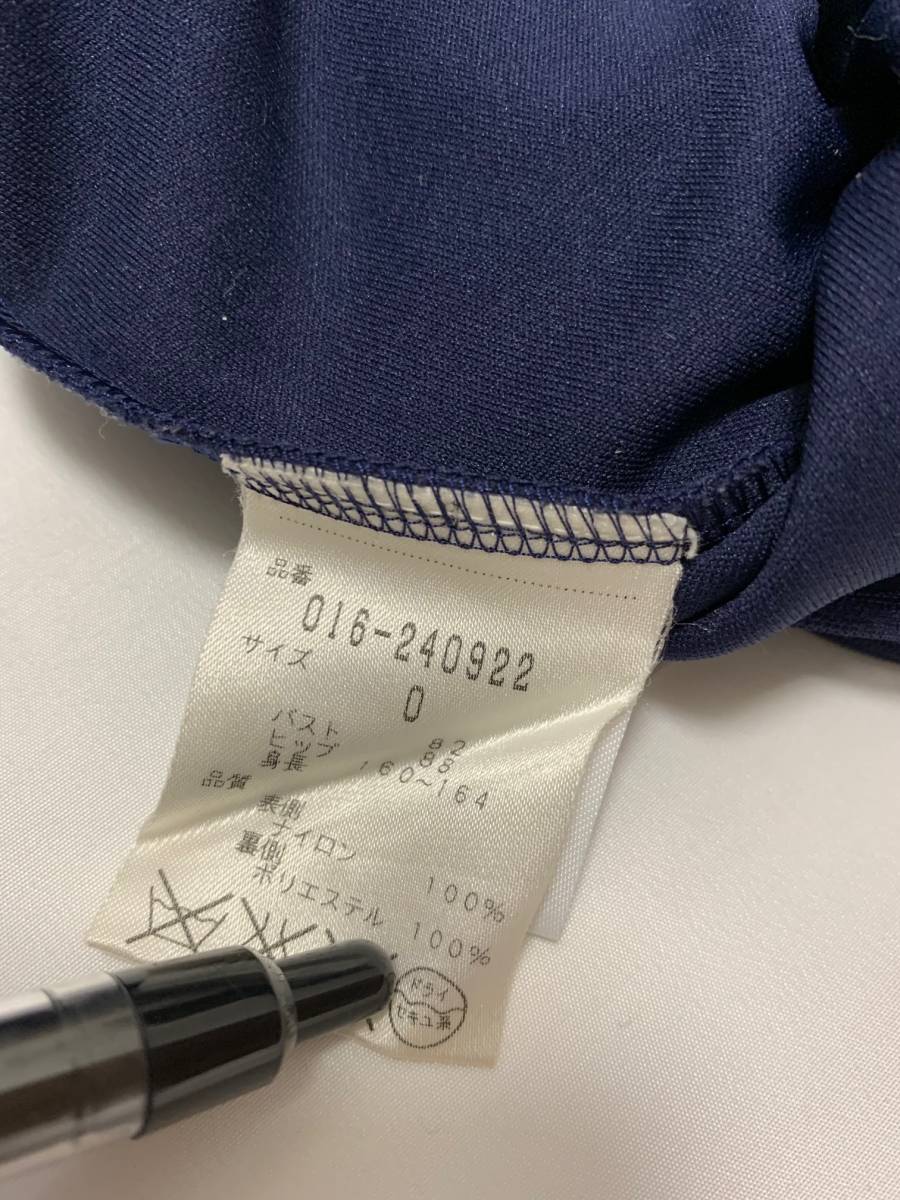 品番
016-240922
サイズ
0
バスト 82
ヒップ 88
身長 160~164
品質
表側
ナイロン 100%
裏側
ポリエステル 100%
ドライ
セキユ系